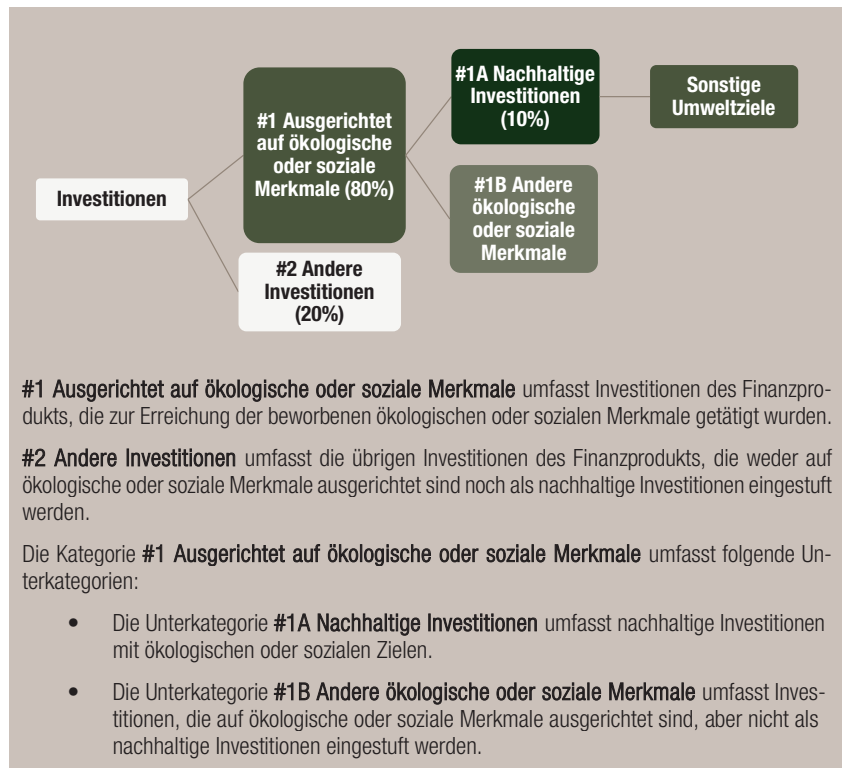 #1A Nachhaltige
Investitionen
(10%)
Sonstige
Umweltziele
#1 Ausgerichtet
auf ökologische
oder soziale
Merkmale (80%)
Investitionen
#1B Andere
ökologische
oder soziale
Merkmale
#2 Andere
Investitionen
(20%)
#1 Ausgerichtet auf ökologische oder soziale Merkmale umfasst Investitionen des Finanzpro-
dukts, die zur Erreichung der beworbenen ökologischen oder sozialen Merkmale getätigt wurden.
#2 Andere Investitionen umfasst die übrigen Investitionen des Finanzprodukts, die weder auf
ökologische oder soziale Merkmale ausgerichtet sind noch als nachhaltige Investitionen eingestuft
werden.
Die Kategorie #1 Ausgerichtet auf ökologische oder soziale Merkmale umfasst folgende Un-
terkategorien:
• Die Unterkategorie #1A Nachhaltige Investitionen umfasst nachhaltige Investitionen
mit ökologischen oder sozialen Zielen.
• Die Unterkategorie #1B Andere ökologische oder soziale Merkmale umfasst Inves-
titionen, die auf ökologische oder soziale Merkmale ausgerichtet sind, aber nicht als
nachhaltige Investitionen eingestuft werden.